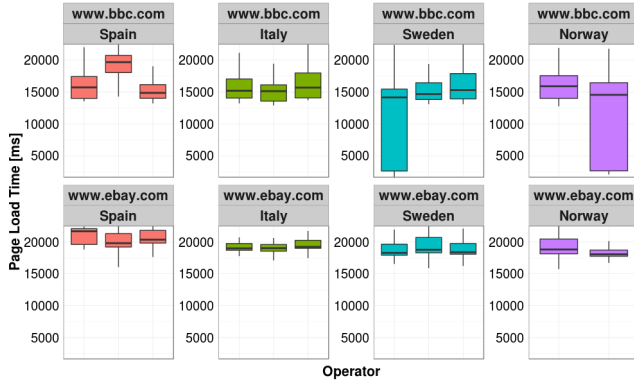 www.bbc.com www.bbc.com www.bbc.com www.bbc.com
Spain Italy Sweden Norway
20000 20000 20000 20000
15000 15000 15000 15000
10000 10000 10000 10000
5000 5000 5000 5000
Page Load Time [ms]
www.ebay.com www.ebay.com www.ebay.com www.ebay.com
Spain Italy Sweden Norway
20000 20000 20000 20000
15000 15000 15000 15000
10000 10000 10000 10000
5000 5000 5000 5000
Operator